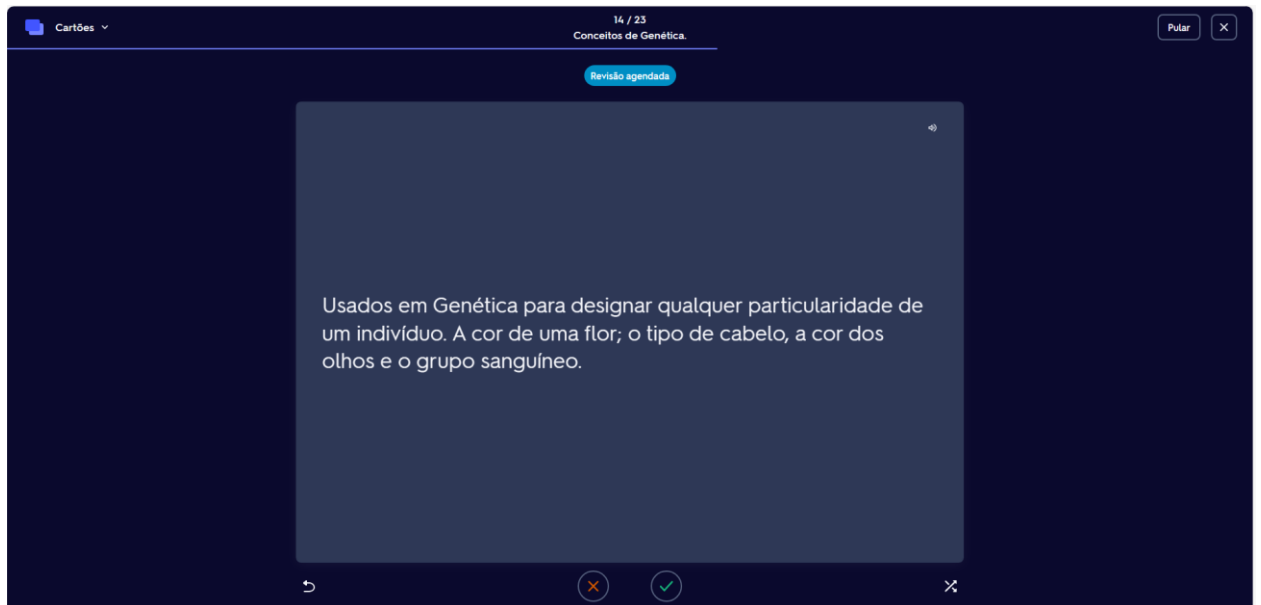 Cartões
14 / 23
Conceitos de Genética.
Pular
Revisão agendada
Usados em Genética para designar qualquer particularidade de
um indivíduo. A cor de uma flor; o tipo de cabelo, a cor dos
olhos e o grupo sanguíneo.